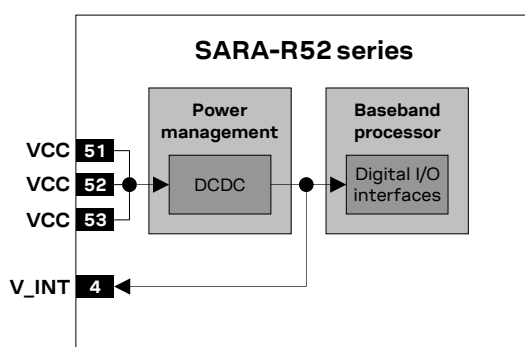 SARA-R52 series
Power
management
Baseband
processor
VCC 51
VCC 52
VCC 53
DCDC
Digital I/O
interfaces
V_INT 4